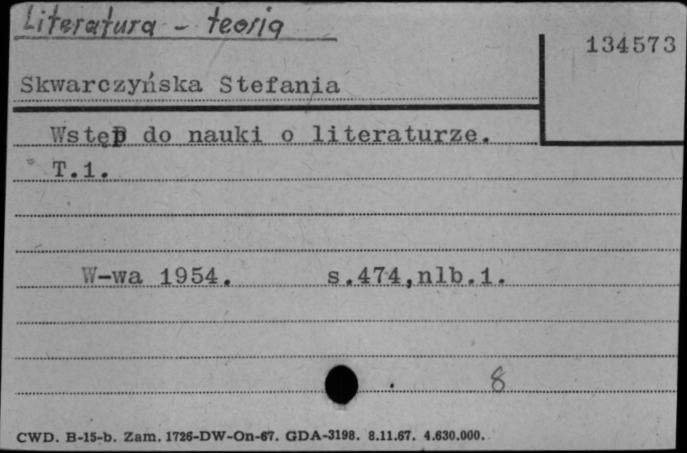 Literatura - teoria
134573
Skwarczyńska Stefania
Wstęp do nauki o literaturze.
T.1.
W-wa 1954. s.474,nlb.1.
8
CWD. B-15-b. Zam. 1726-DW-On-67. GDA-3198. 8.11.67. 4.630.000.